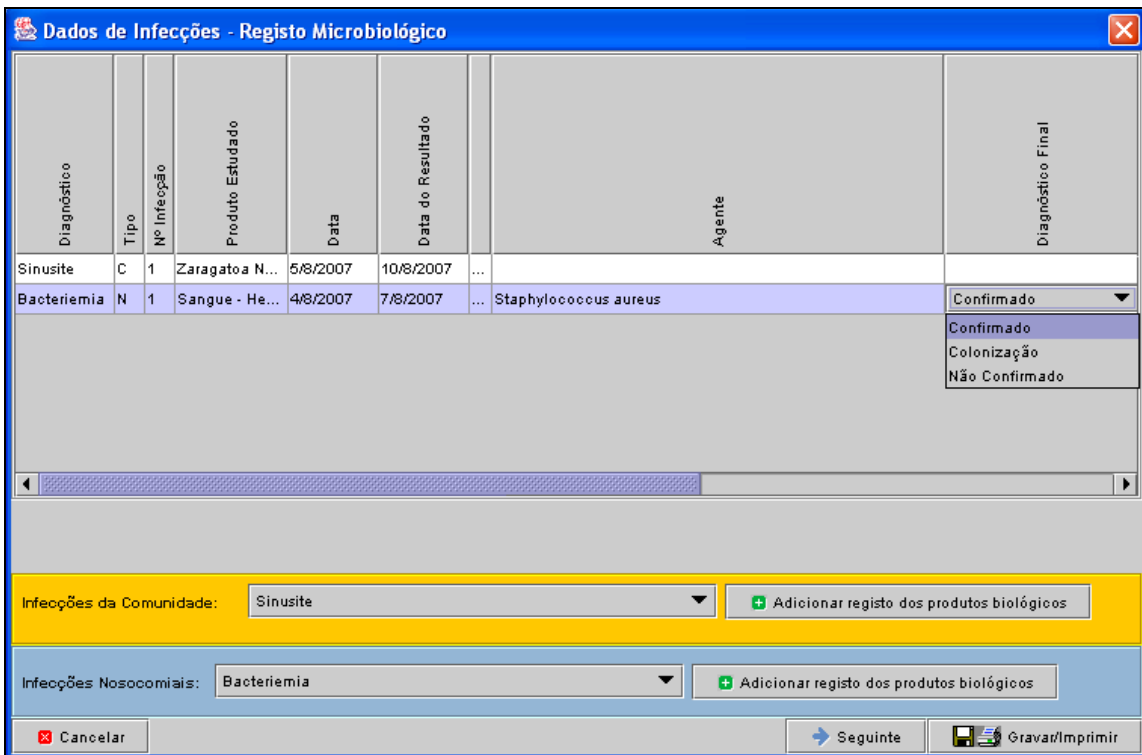 Dados de Infecções - Registo Microbiológico
Diagnóstico Tipo Nº Infecção Produto Estudado Data Data do Resultado Agente Diagnóstico Final
Sinusite C 1 Zaragatoa N... 5/8/2007 10/8/2007 ...
Bacteriemia N 1 Sangue - He... 4/8/2007 7/8/2007 ... Staphylococcus aureus Confirmado
Confirmado
Colonização
Não Confirmado
Infecções da Comunidade: Sinusite Adicionar registo dos produtos biológicos
Infecções Nosocomiais: Bacteriemia Adicionar registo dos produtos biológicos
Cancelar Seguinte Gravar/Imprimir